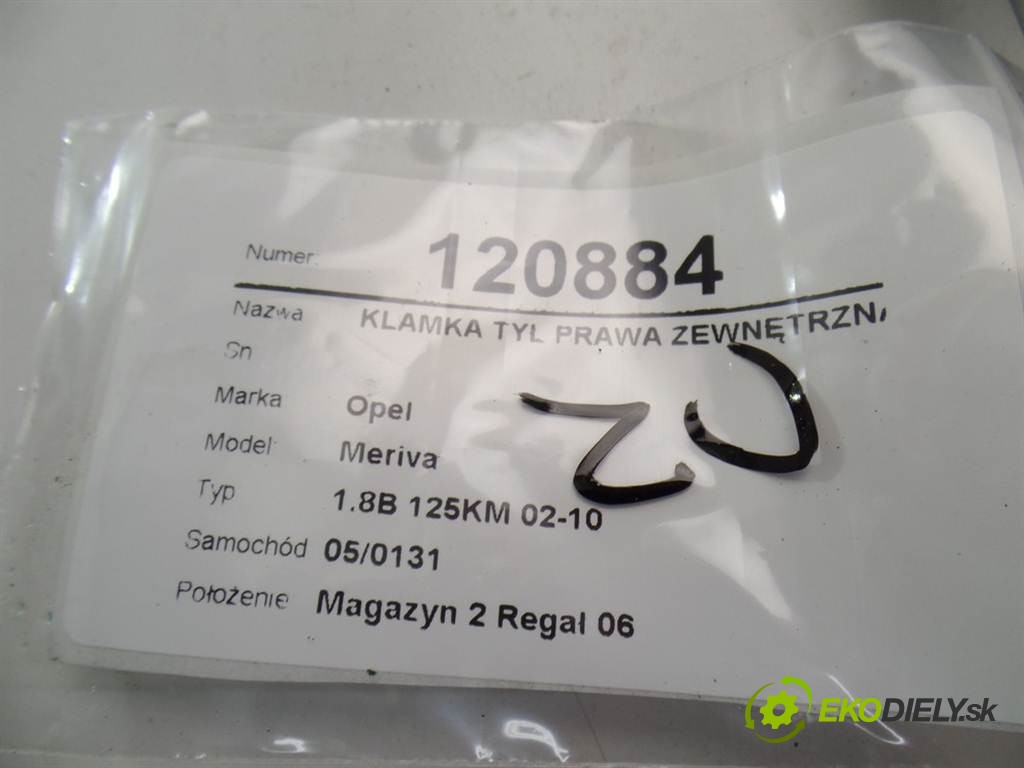 Numer: 120884
Nazwa KLAMKA TYŁ PRAWA ZEWNĘTRZNA
Sn
Marka Opel
Model Meriva
Typ 1.8B 125KM 02-10
Samochód 05/0131
Położenie Magazyn 2 Regał 06
EKODIELY.sk